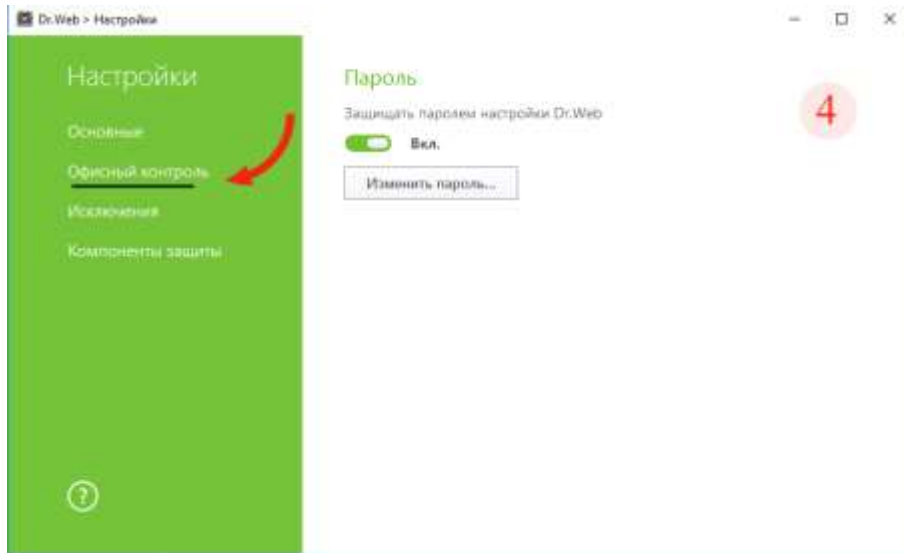 Dr.Web > Настройки
Настройки
Основные
Офисный контроль
Исключения
Компоненты защиты
?
Пароль
Защищать паролем настройки Dr.Web
Вкл.
Изменить пароль...
4